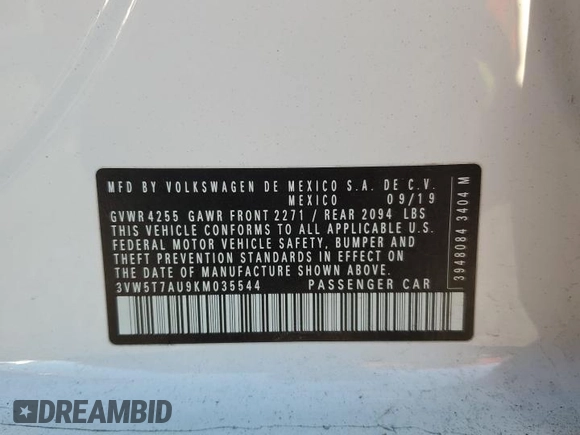 MFD BY VOLKSWAGEN DE MEXICO S.A. DE C.V.
MEXICO 09/19
GVWR 4255 GAWR FRONT 2271 / REAR 2094 LBS
THIS VEHICLE CONFORMS TO ALL APPLICABLE U.S.
FEDERAL MOTOR VEHICLE SAFETY, BUMPER AND
THEFT PREVENTION STANDARDS IN EFFECT ON
THE DATE OF MANUFACTURE SHOWN ABOVE.
3VW5T7AU9KM035544 PASSENGER CAR
3948084 3404 M
DREAMBID